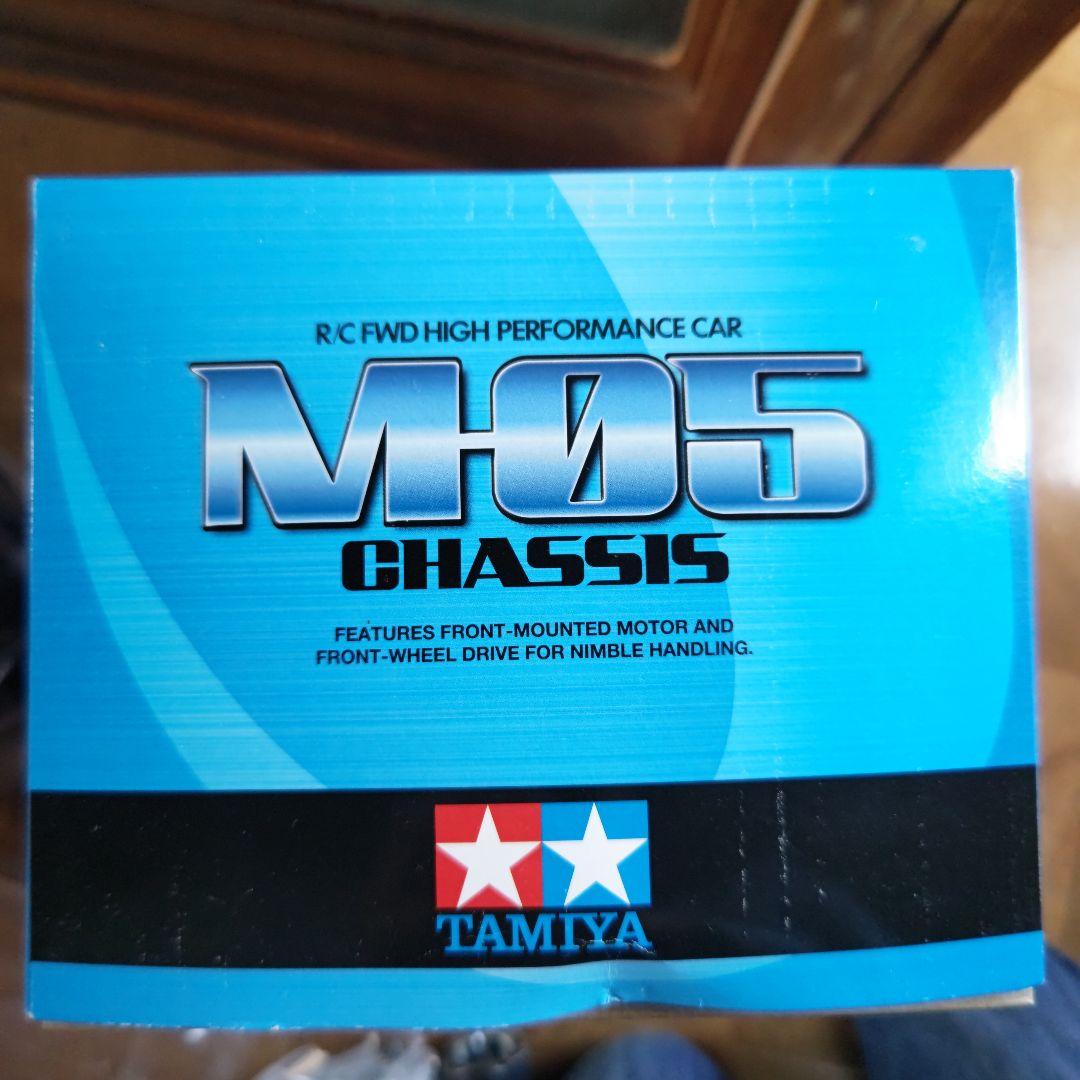 R/C FWD HIGH PERFORMANCE CAR
M-05
CHASSIS
FEATURES FRONT-MOUNTED MOTOR AND
FRONT-WHEEL DRIVE FOR NIMBLE HANDLING.
TAMIYA